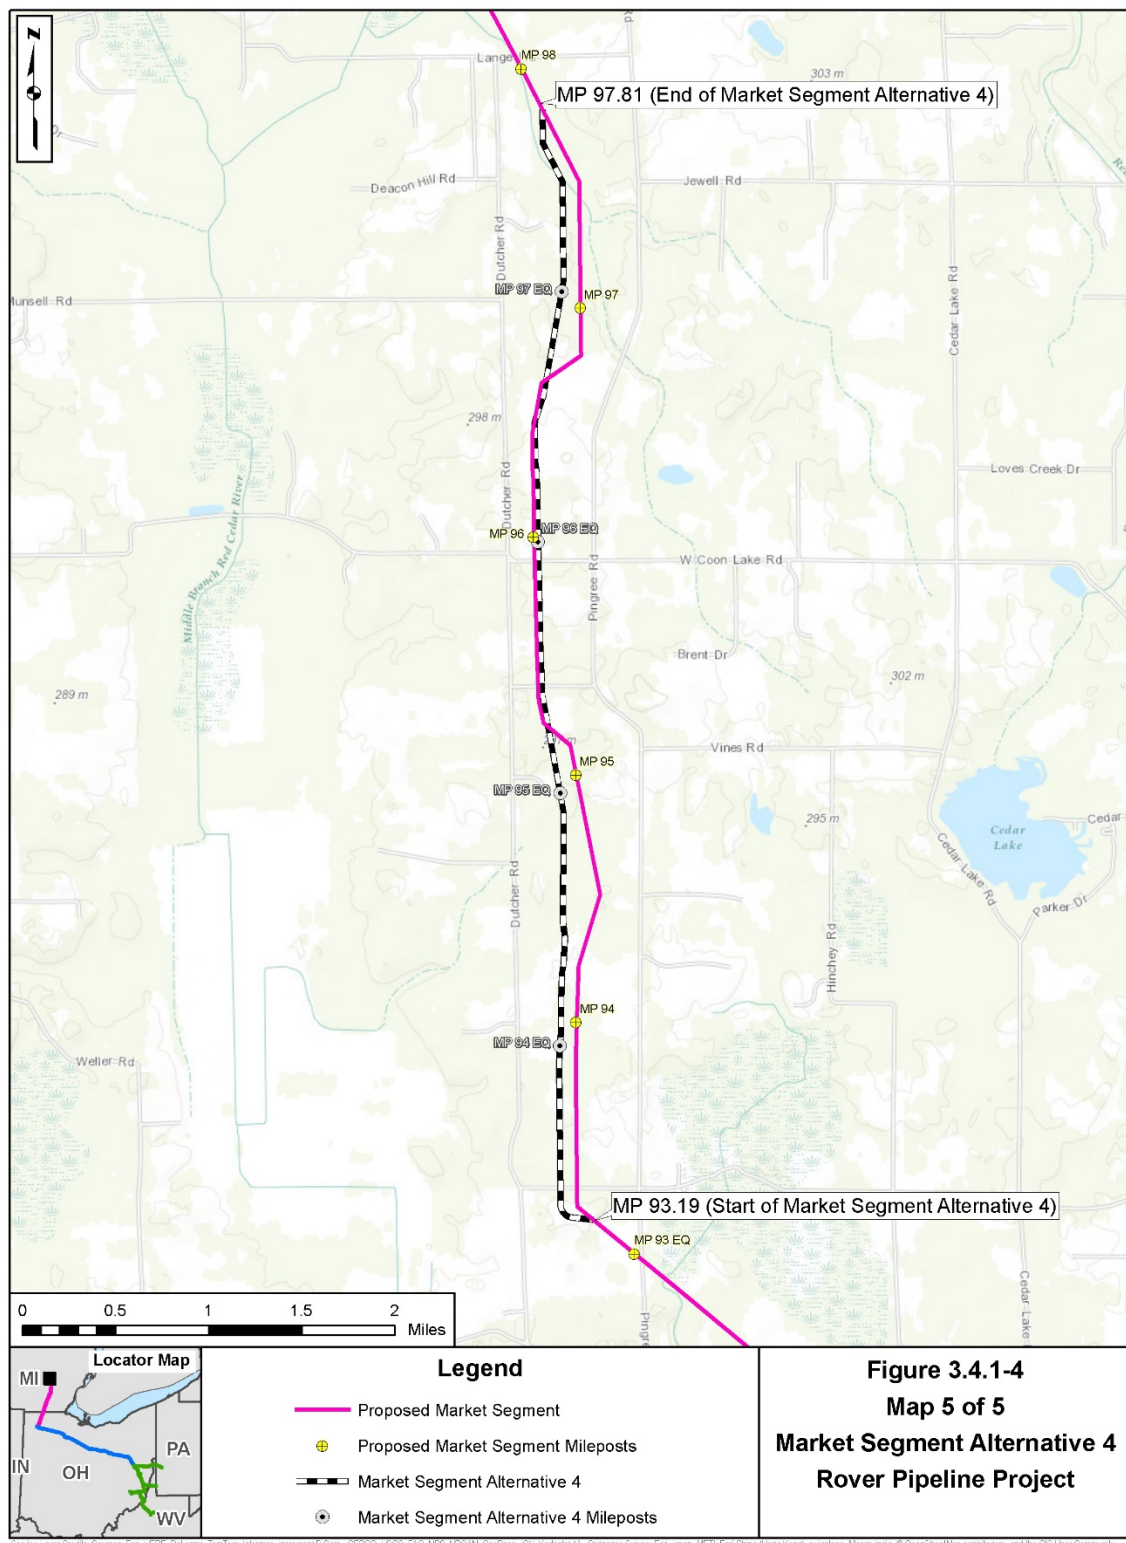 N
MP 98
Lange
303 m
MP 97.81 (End of Market Segment Alternative 4)
Deacon Hill Rd
Jewell Rd
Dutcher Rd
Cedar Lake Rd
MP 97 EQ
MP 97
Munsell Rd
298 m
Loves Creek Dr
Dutcher Rd
MP 96
MP 96 EQ
Middle Branch Red Cedar River
W Coon Lake Rd
Pingree Rd
Brent Dr
289 m
302 m
Vines Rd
MP 95
MP 95 EQ
295 m
Cedar
Cedar Lake
Cedar Lake Rd
Parker Dr
Dutcher Rd
Hinchey Rd
MP 94
MP 94 EQ
Weller Rd
MP 93.19 (Start of Market Segment Alternative 4)
MP 93 EQ
Cedar Lake
Pingre
0 0.5 1 1.5 2
Miles
Locator Map
MI
PA
IN
OH
WV
Legend
Proposed Market Segment
Proposed Market Segment Mileposts
Market Segment Alternative 4
Market Segment Alternative 4 Mileposts
Figure 3.4.1-4
Map 5 of 5
Market Segment Alternative 4
Rover Pipeline Project